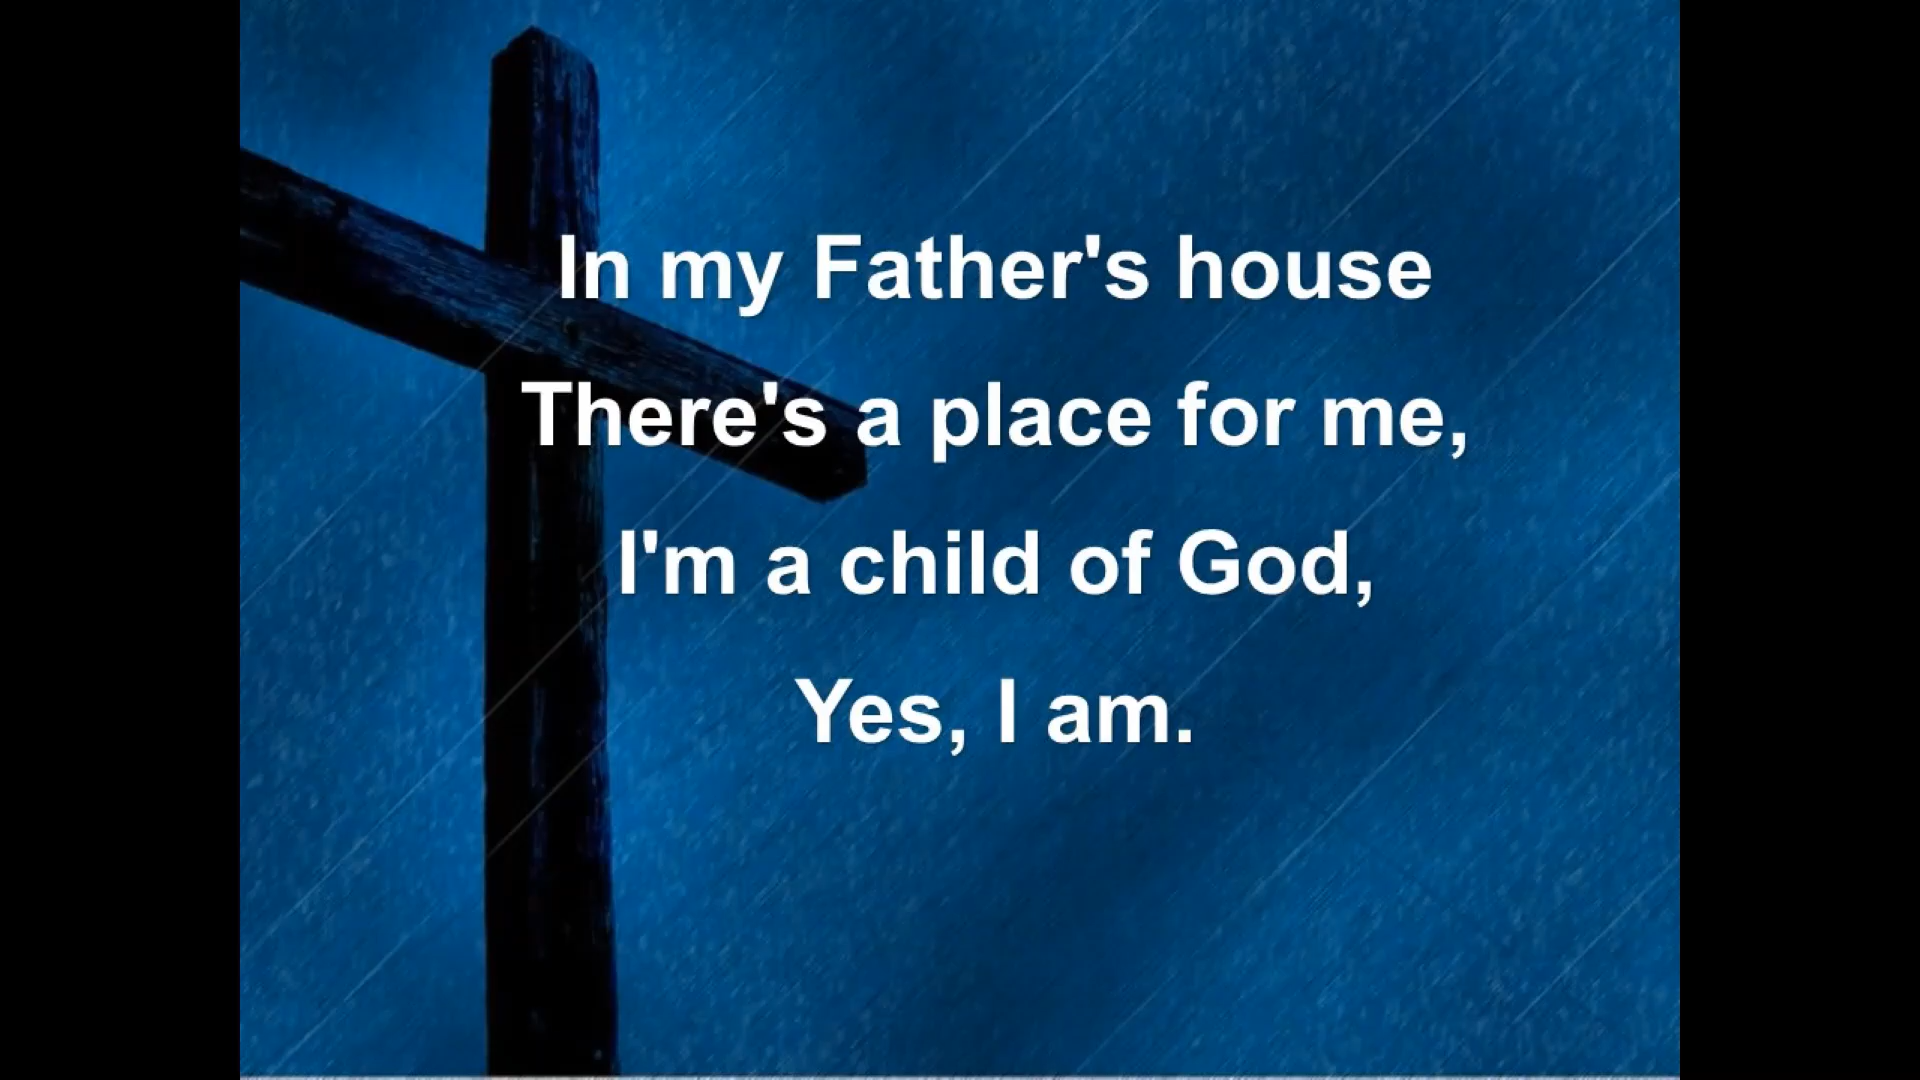 In my Father's house
There's a place for me,
I'm a child of God,
Yes, I am.